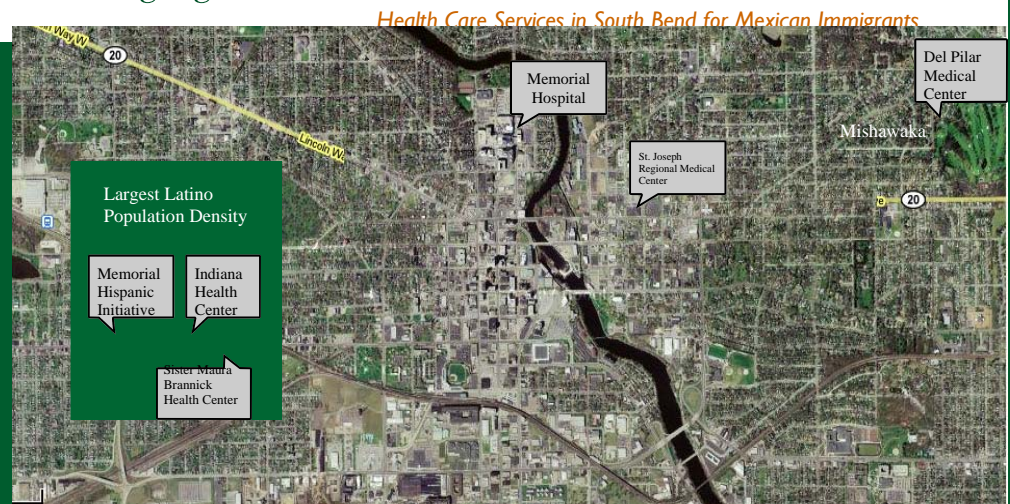 Health Care Services in South Bend for Mexican Immigrants
Way W
20
Lincoln W
Memorial
Hospital
Del Pilar
Medical
Center
Mishawaka
St. Joseph
Regional Medical
Center
20
Largest Latino
Population Density
Memorial
Hispanic
Initiative
Indiana
Health
Center
Sister Maura
Brannick
Health Center